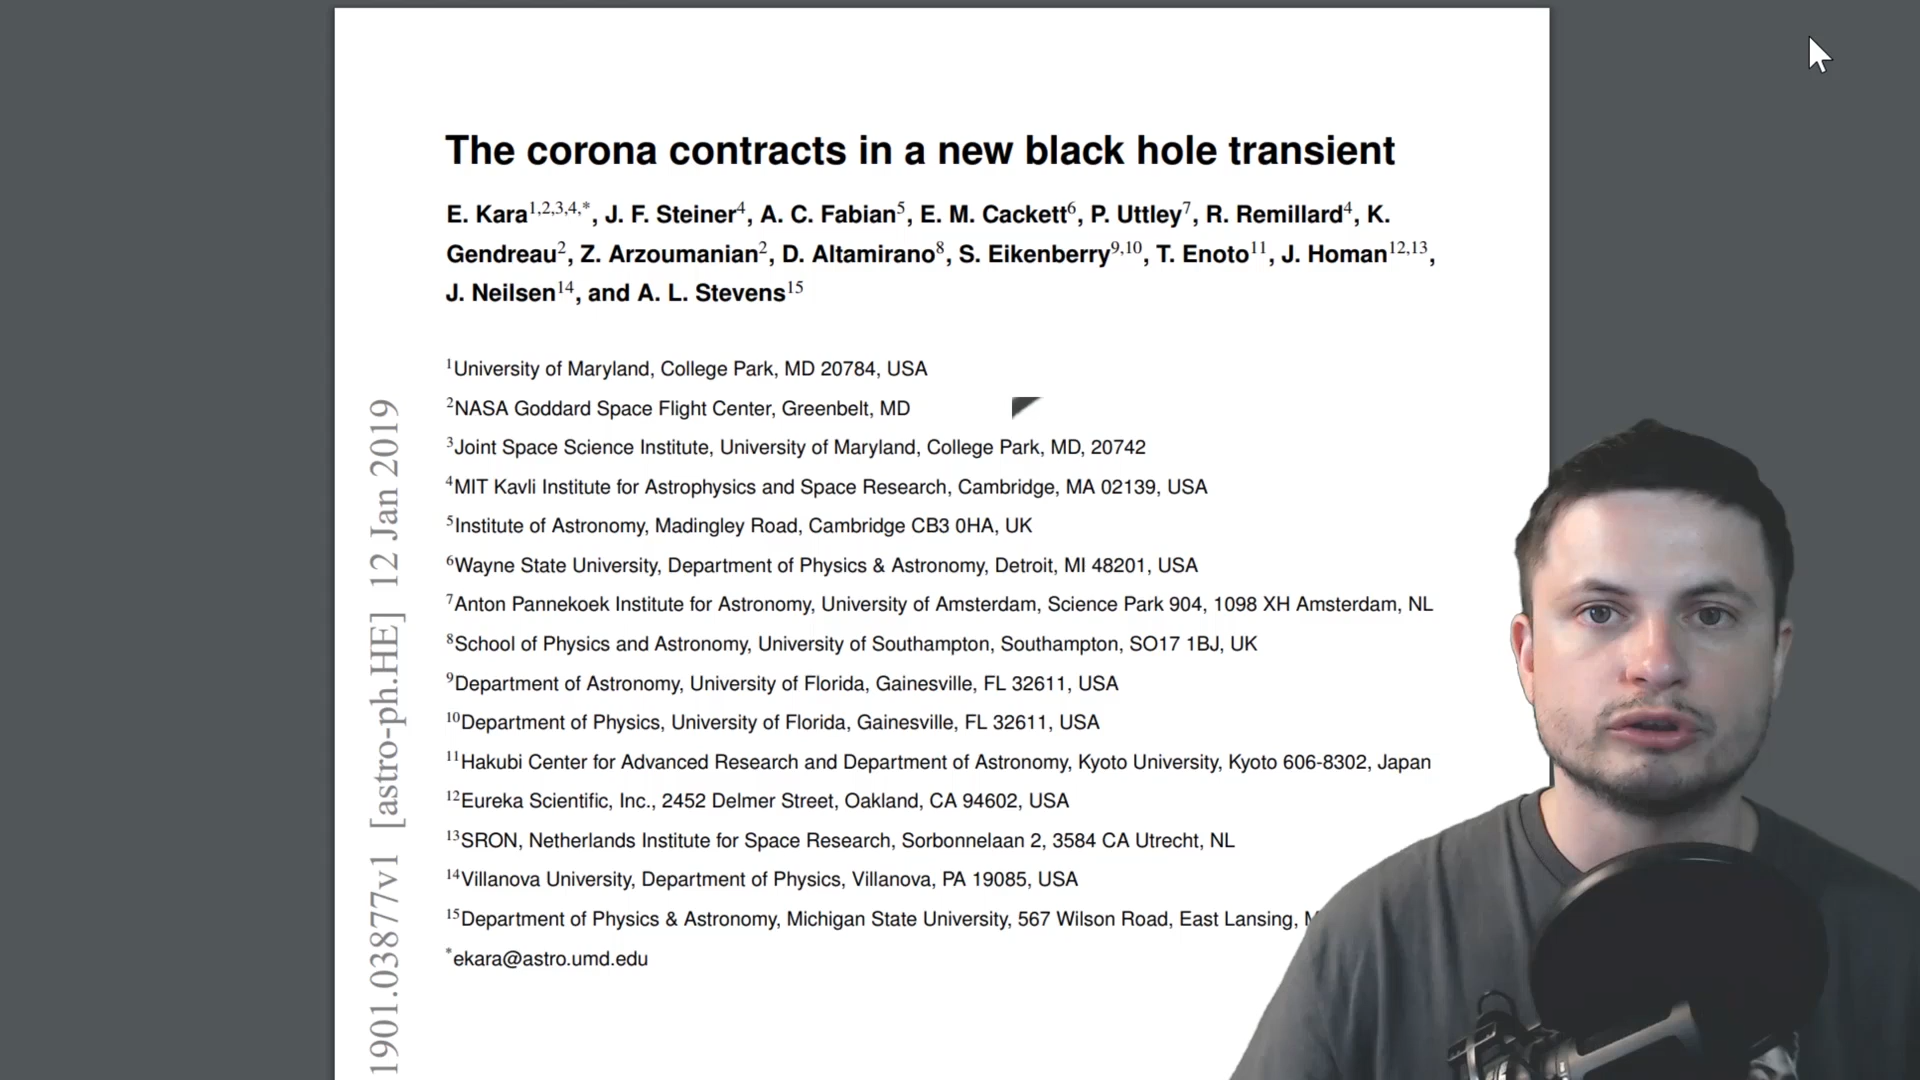 The corona contracts in a new black hole transient
E. Kara1,2,3,4,*, J. F. Steiner4, A. C. Fabian5, E. M. Cackett6, P. Uttley7, R. Remillard4, K.
Gendreau2, Z. Arzoumanian2, D. Altamirano8, S. Eikenberry9,10, T. Enoto11, J. Homan12,13,
J. Neilsen14, and A. L. Stevens15
1University of Maryland, College Park, MD 20784, USA
2NASA Goddard Space Flight Center, Greenbelt, MD
3Joint Space Science Institute, University of Maryland, College Park, MD, 20742
4MIT Kavli Institute for Astrophysics and Space Research, Cambridge, MA 02139, USA
5Institute of Astronomy, Madingley Road, Cambridge CB3 0HA, UK
6Wayne State University, Department of Physics & Astronomy, Detroit, MI 48201, USA
7Anton Pannekoek Institute for Astronomy, University of Amsterdam, Science Park 904, 1098 XH Amsterdam, NL
8School of Physics and Astronomy, University of Southampton, Southampton, SO17 1BJ, UK
9Department of Astronomy, University of Florida, Gainesville, FL 32611, USA
10Department of Physics, University of Florida, Gainesville, FL 32611, USA
11Hakubi Center for Advanced Research and Department of Astronomy, Kyoto University, Kyoto 606-8302, Japan
12Eureka Scientific, Inc., 2452 Delmer Street, Oakland, CA 94602, USA
13SRON, Netherlands Institute for Space Research, Sorbonnelaan 2, 3584 CA Utrecht, NL
14Villanova University, Department of Physics, Villanova, PA 19085, USA
15Department of Physics & Astronomy, Michigan State University, 567 Wilson Road, East Lansing,
*ekara@astro.umd.edu
1901.03877v1 [astro-ph.HE] 12 Jan 2019